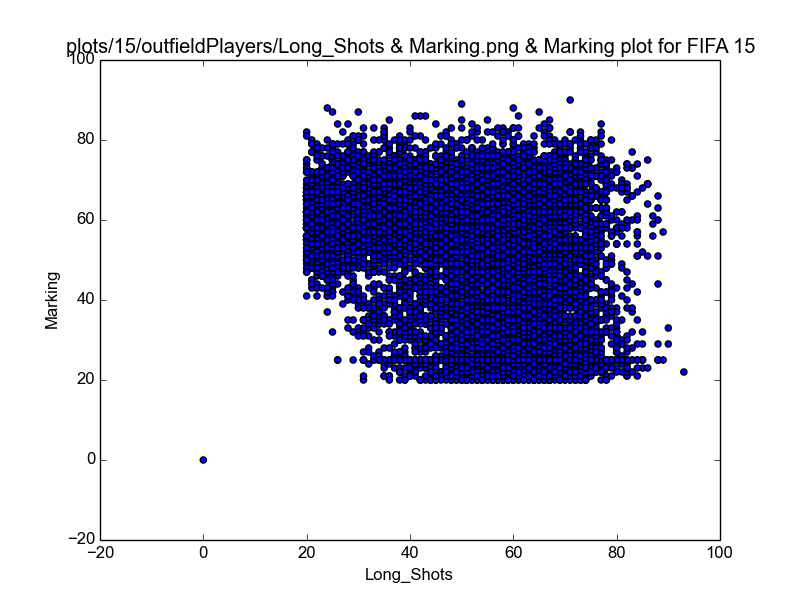 plots/15/outfieldPlayers/Long_Shots & Marking.png & Marking plot for FIFA 15
100
80
60
40
20
0
−20
Marking
−20 0 20 40 60 80 100
Long_Shots